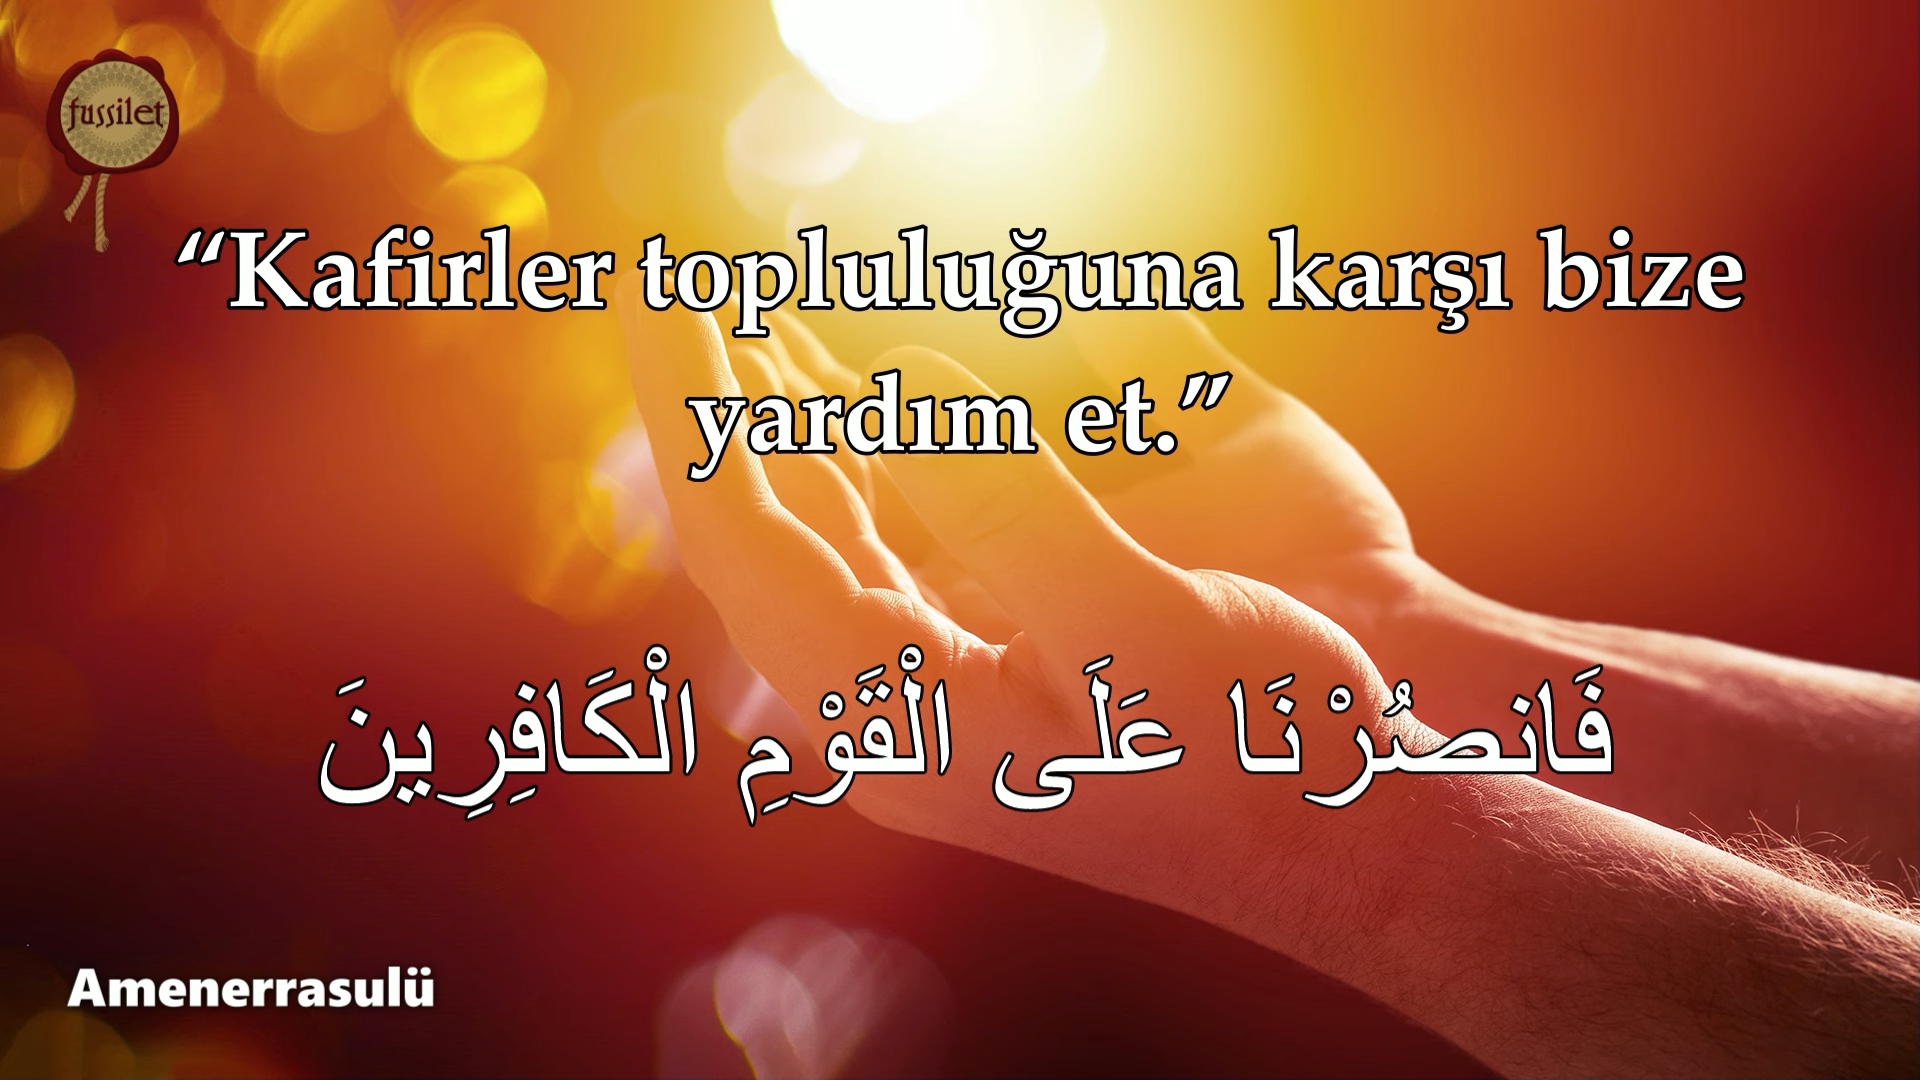 fussilet
“Kafirler topluluğuna karşı bize
yardım et.”
فَانصُرْنَا عَلَى الْقَوْمِ الْكَافِرِينَ
Amenerrasulü